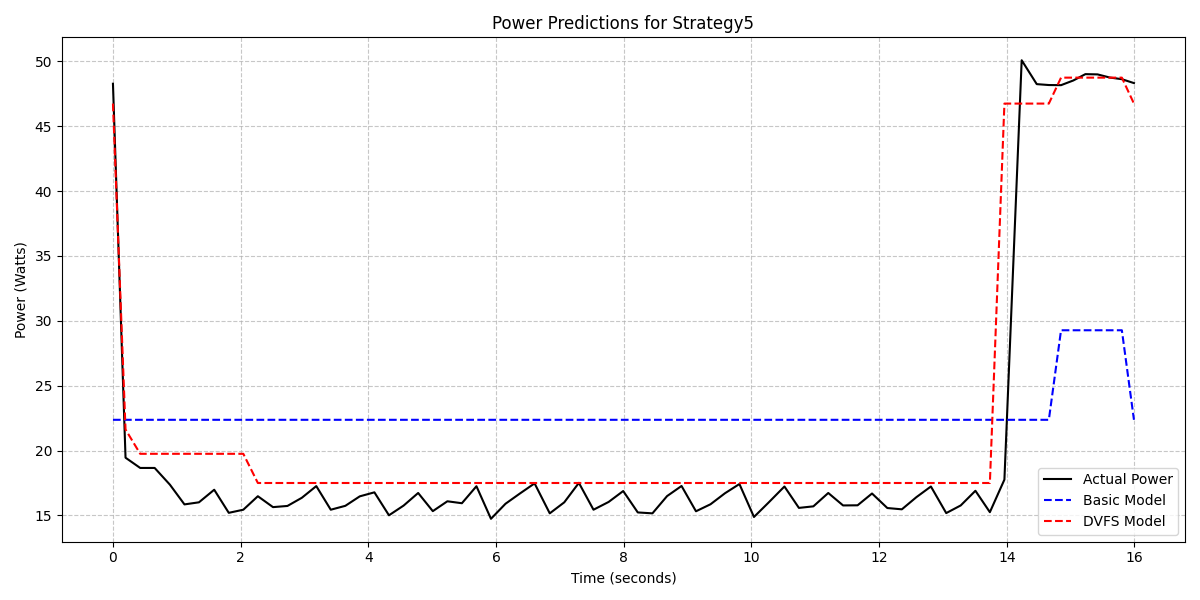 Power Predictions for Strategy5
Power (Watts)
50
45
40
35
30
25
20
15
0 2 4 6 8 10 12 14 16
Time (seconds)
Actual Power
Basic Model
DVFS Model